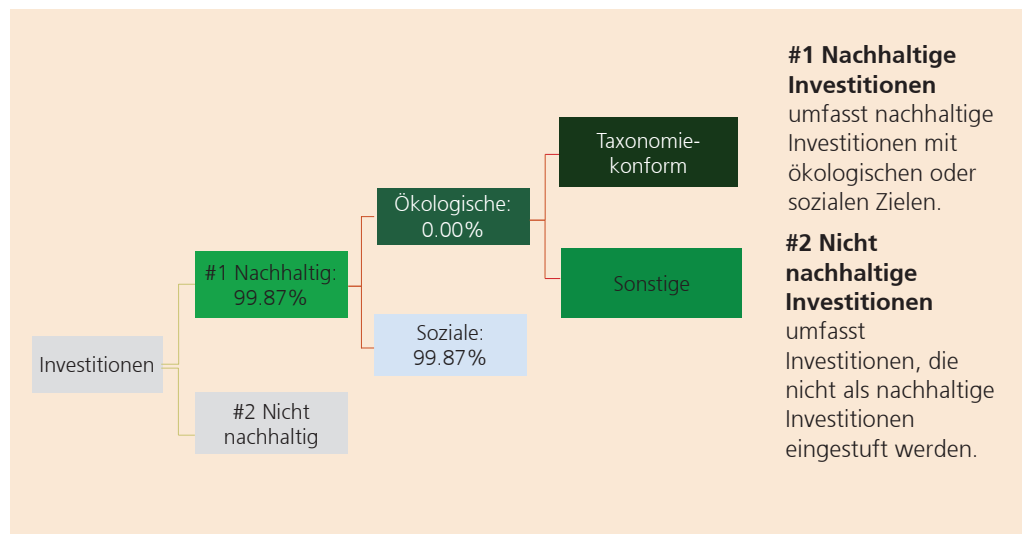 Investitionen
#1 Nachhaltig:
99.87%
#2 Nicht
nachhaltig
Ökologische:
0.00%
Soziale:
99.87%
Taxonomie-
konform
Sonstige
#1 Nachhaltige
Investitionen
umfasst nachhaltige
Investitionen mit
ökologischen oder
sozialen Zielen.
#2 Nicht
nachhaltige
Investitionen
umfasst
Investitionen, die
nicht als nachhaltige
Investitionen
eingestuft werden.